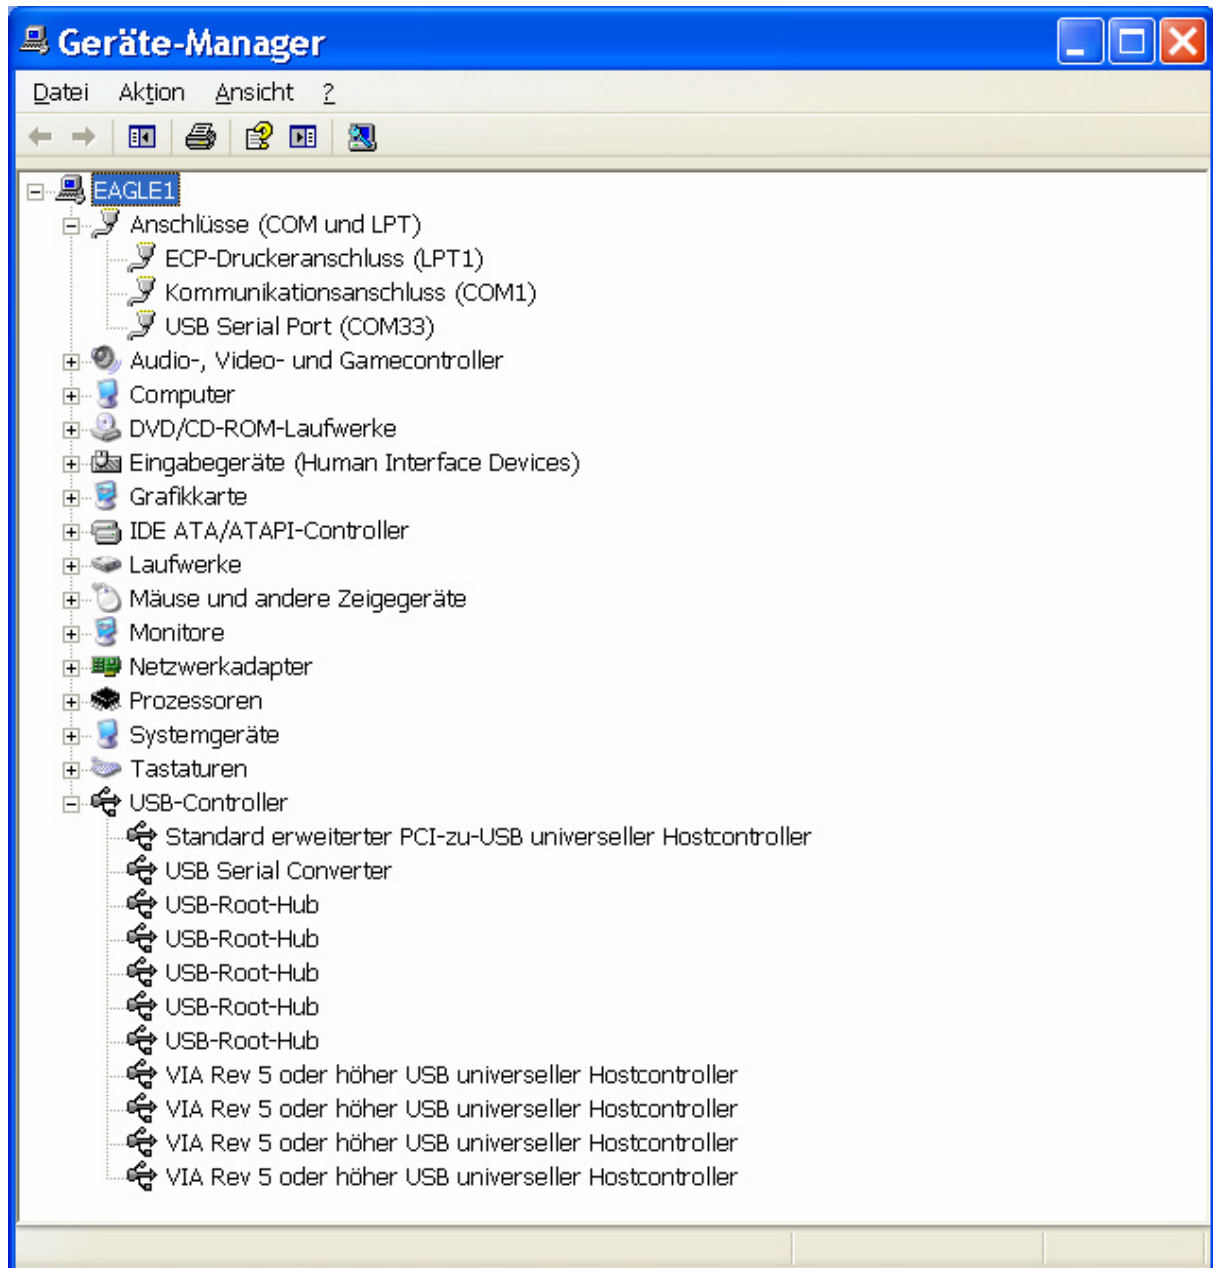 Geräte-Manager
Datei Aktion Ansicht ?
EAGLE1
Anschlüsse (COM und LPT)
ECP-Druckeranschluss (LPT1)
Kommunikationsanschluss (COM1)
USB Serial Port (COM33)
Audio-, Video- und Gamecontroller
Computer
DVD/CD-ROM-Laufwerke
Eingabegeräte (Human Interface Devices)
Grafikkarte
IDE ATA/ATAPI-Controller
Laufwerke
Mäuse und andere Zeigegeräte
Monitore
Netzwerkadapter
Prozessoren
Systemgeräte
Tastaturen
USB-Controller
Standard erweiterter PCI-zu-USB universeller Hostcontroller
USB Serial Converter
USB-Root-Hub
USB-Root-Hub
USB-Root-Hub
USB-Root-Hub
USB-Root-Hub
VIA Rev 5 oder höher USB universeller Hostcontroller
VIA Rev 5 oder höher USB universeller Hostcontroller
VIA Rev 5 oder höher USB universeller Hostcontroller
VIA Rev 5 oder höher USB universeller Hostcontroller